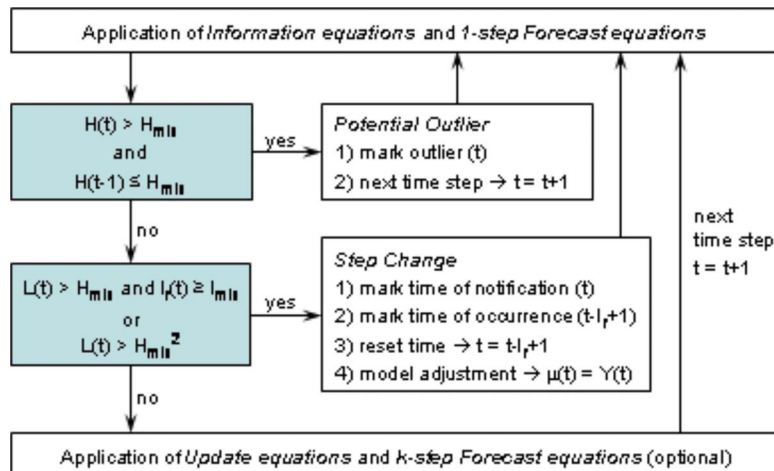 Application of Information equations and 1-step Forecast equations
H(t) > Hmin
and
H(t-1) ≤ Hmin
yes
Potential Outlier
1) mark outlier (t)
2) next time step → t = t+1
no
next
time step
t = t+1
L(t) > Hmin and lr(t) ≥ lmin
or
L(t) > Hmin²
yes
Step Change
1) mark time of notification (t)
2) mark time of occurrence (t-lr+1)
3) reset time → t = t-lr+1
4) model adjustment → μ(t) = Y(t)
no
Application of Update equations and k-step Forecast equations (optional)